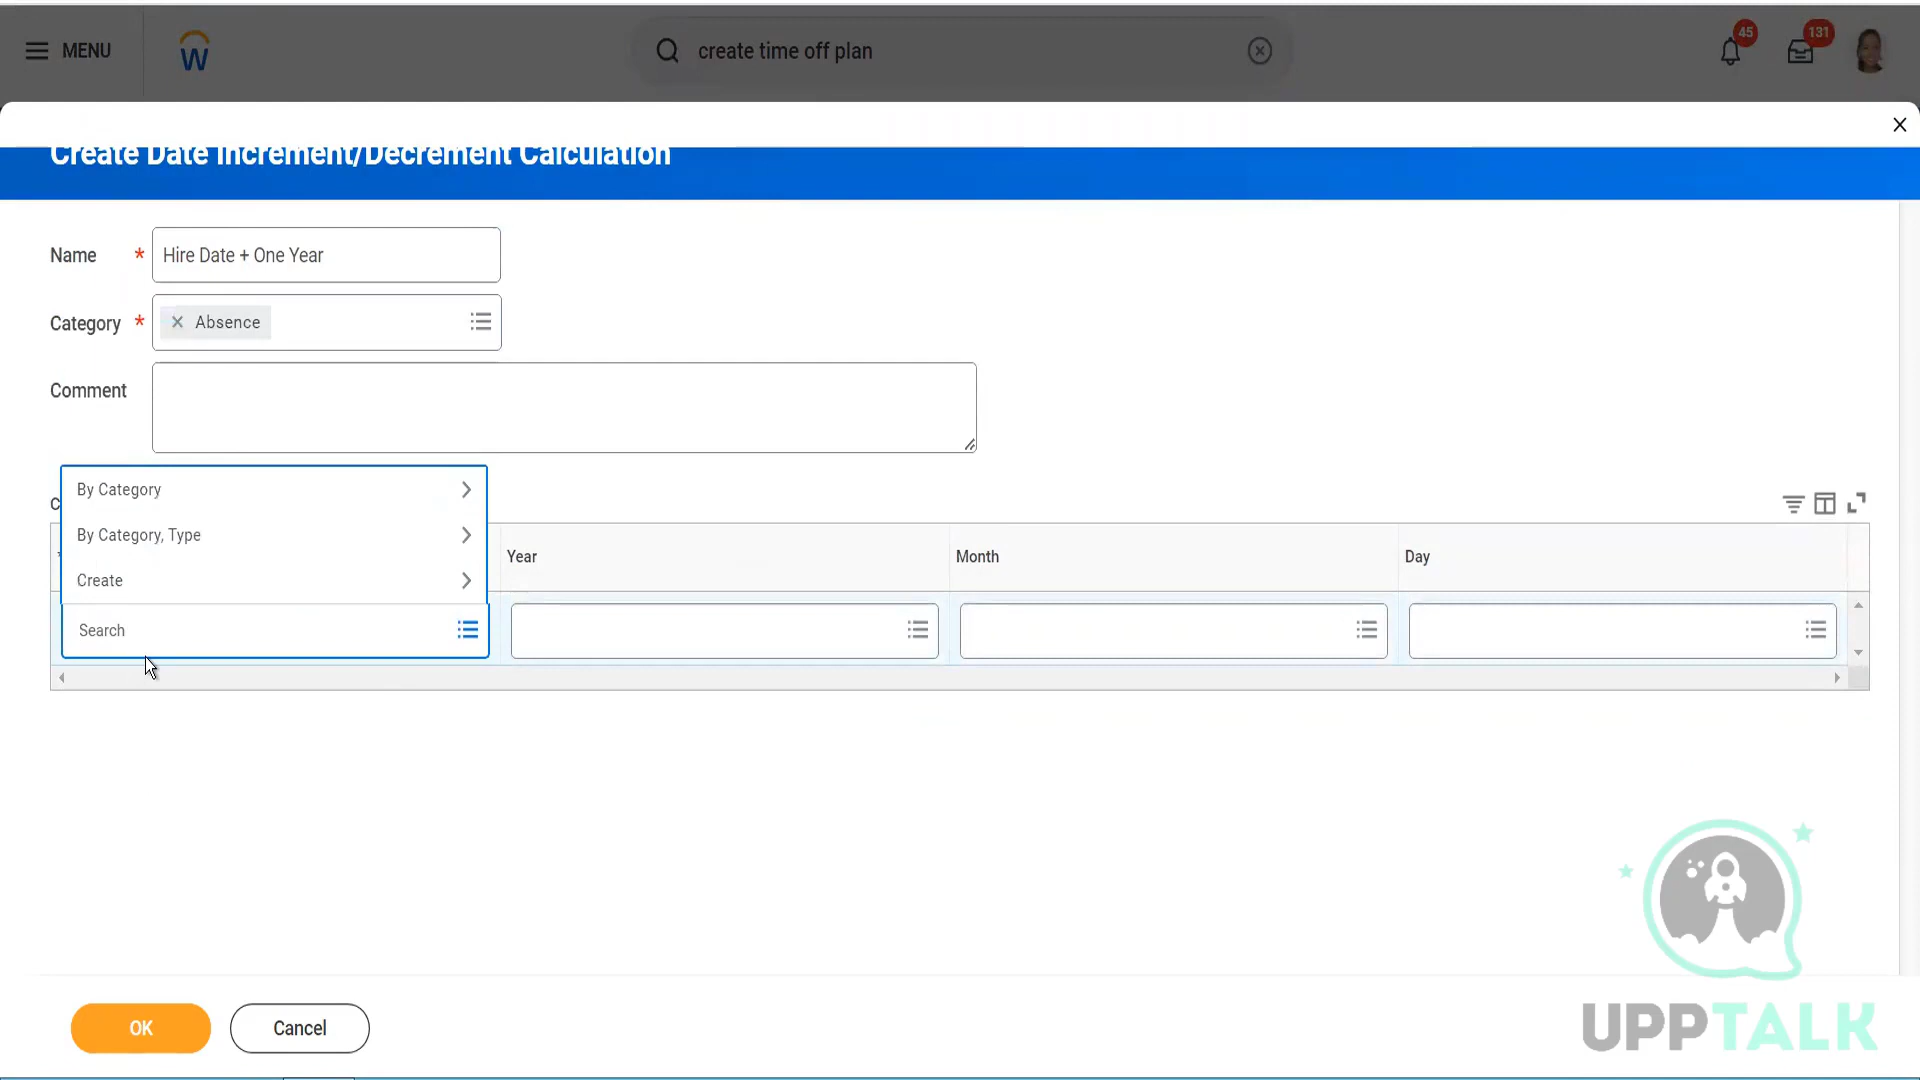 MENU
W
create time off plan
45
131
Create Date Increment/Decrement Calculation
Name *
Hire Date + One Year
Category *
Absence
Comment
By Category
By Category, Type
Create
Search
Year
Month
Day
OK
Cancel
UPPTALK